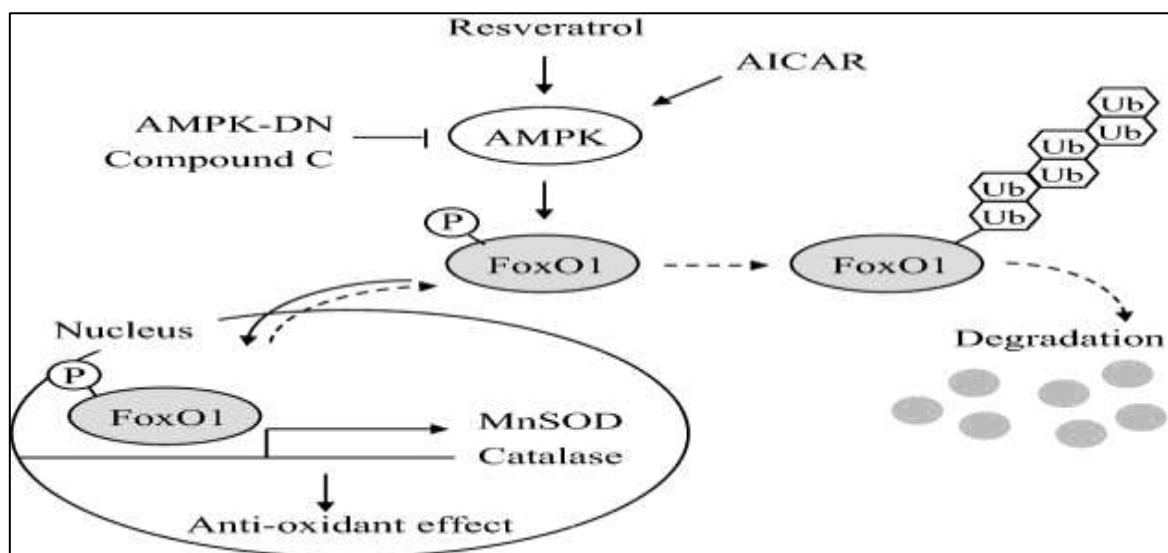 Resveratrol
AICAR
AMPK-DN
Compound C
AMPK
Ub
Ub
Ub
Ub
Ub
Ub
Ub
P
FoxO1
FoxO1
Nucleus
Degradation
P
FoxO1
MnSOD
Catalase
Anti-oxidant effect